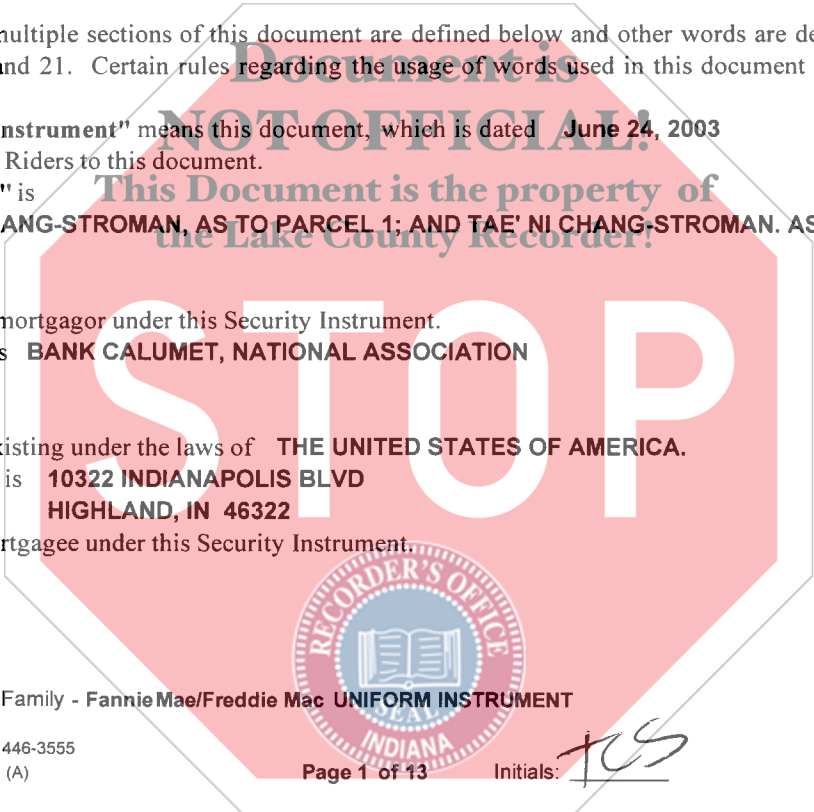 multiple sections of this document are defined below and other words are de
and 21. Certain rules regarding the usage of words used in this document
Document is
NOT OFFICIAL!
This Document is the property of
the Lake County Recorder!
nstrument" means this document, which is dated June 24, 2003
Riders to this document.
" is
ANG-STROMAN, AS TO PARCEL 1; AND TAE' NI CHANG-STROMAN. AS
mortgagor under this Security Instrument.
s BANK CALUMET, NATIONAL ASSOCIATION
STOP
xisting under the laws of THE UNITED STATES OF AMERICA.
is 10322 INDIANAPOLIS BLVD
HIGHLAND, IN 46322
rtgagee under this Security Instrument.
RECORDER'S OFFICE
SEAL
INDIANA
Family - Fannie Mae/Freddie Mac UNIFORM INSTRUMENT
446-3555
(A)
Page 1 of 13 Initials: TCS